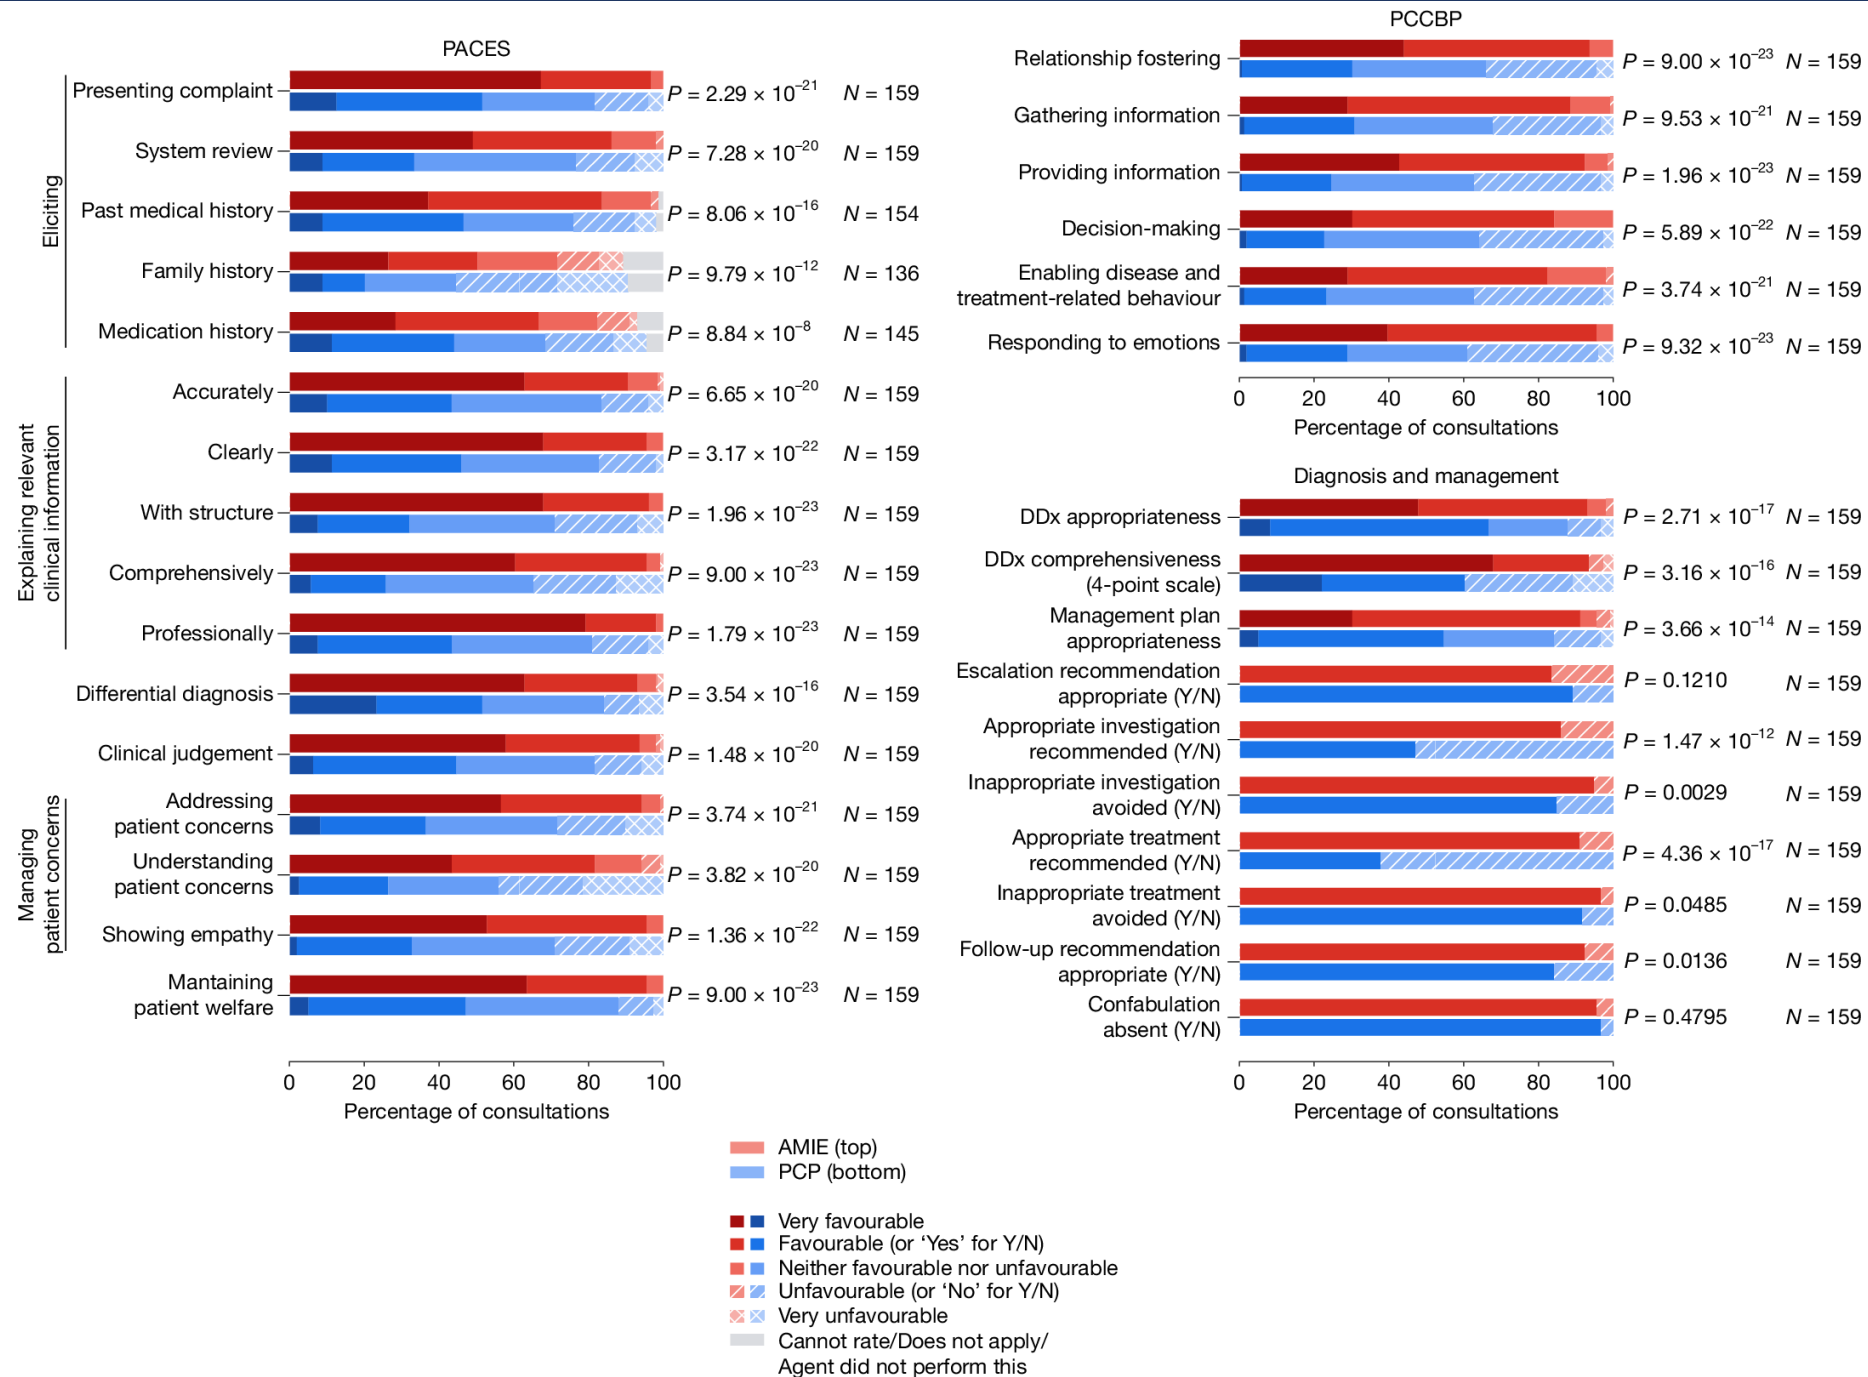 PACES
Eliciting
Presenting complaint
P = 2.29 × 10⁻²¹ N = 159
System review
P = 7.28 × 10⁻²⁰ N = 159
Past medical history
P = 8.06 × 10⁻¹⁶ N = 154
Family history
P = 9.79 × 10⁻¹² N = 136
Medication history
P = 8.84 × 10⁻⁸ N = 145
Explaining relevant
clinical information
Accurately
P = 6.65 × 10⁻²⁰ N = 159
Clearly
P = 3.17 × 10⁻²² N = 159
With structure
P = 1.96 × 10⁻²³ N = 159
Comprehensively
P = 9.00 × 10⁻²³ N = 159
Professionally
P = 1.79 × 10⁻²³ N = 159
Differential diagnosis
P = 3.54 × 10⁻¹⁶ N = 159
Clinical judgement
P = 1.48 × 10⁻²⁰ N = 159
Managing
patient concerns
Addressing
patient concerns
P = 3.74 × 10⁻²¹ N = 159
Understanding
patient concerns
P = 3.82 × 10⁻²⁰ N = 159
Showing empathy
P = 1.36 × 10⁻²² N = 159
Mantaining
patient welfare
P = 9.00 × 10⁻²³ N = 159
0 20 40 60 80 100
Percentage of consultations
PCCBP
Relationship fostering
P = 9.00 × 10⁻²³ N = 159
Gathering information
P = 9.53 × 10⁻²¹ N = 159
Providing information
P = 1.96 × 10⁻²³ N = 159
Decision-making
P = 5.89 × 10⁻²² N = 159
Enabling disease and
treatment-related behaviour
P = 3.74 × 10⁻²¹ N = 159
Responding to emotions
P = 9.32 × 10⁻²³ N = 159
0 20 40 60 80 100
Percentage of consultations
Diagnosis and management
DDx appropriateness
P = 2.71 × 10⁻¹⁷ N = 159
DDx comprehensiveness
(4-point scale)
P = 3.16 × 10⁻¹⁶ N = 159
Management plan
appropriateness
P = 3.66 × 10⁻¹⁴ N = 159
Escalation recommendation
appropriate (Y/N)
P = 0.1210 N = 159
Appropriate investigation
recommended (Y/N)
P = 1.47 × 10⁻¹² N = 159
Inappropriate investigation
avoided (Y/N)
P = 0.0029 N = 159
Appropriate treatment
recommended (Y/N)
P = 4.36 × 10⁻¹⁷ N = 159
Inappropriate treatment
avoided (Y/N)
P = 0.0485 N = 159
Follow-up recommendation
appropriate (Y/N)
P = 0.0136 N = 159
Confabulation
absent (Y/N)
P = 0.4795 N = 159
0 20 40 60 80 100
Percentage of consultations
AMIE (top)
PCP (bottom)
Very favourable
Favourable (or ‘Yes’ for Y/N)
Neither favourable nor unfavourable
Unfavourable (or ‘No’ for Y/N)
Very unfavourable
Cannot rate/Does not apply/
Agent did not perform this